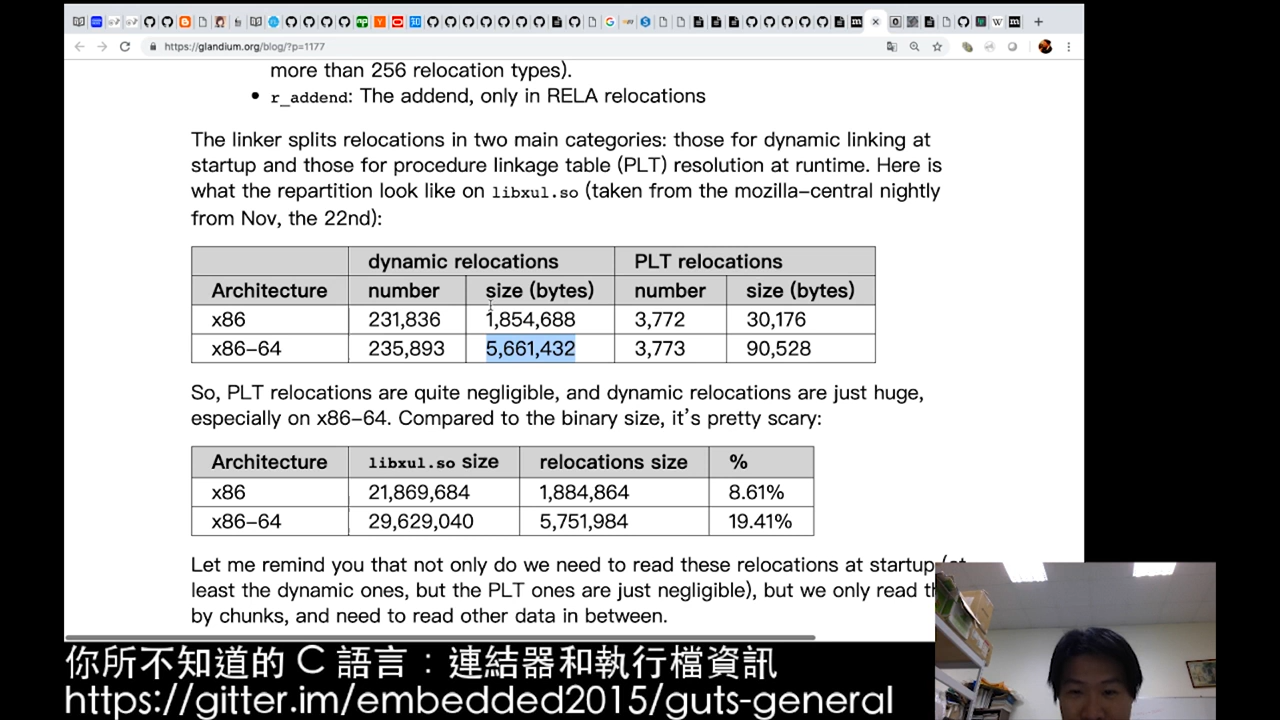 https://glandium.org/blog/?p=1177
more than 256 relocation types).
• r_addend: The addend, only in RELA relocations
The linker splits relocations in two main categories: those for dynamic linking at
startup and those for procedure linkage table (PLT) resolution at runtime. Here is
what the repartition look like on libxul.so (taken from the mozilla-central nightly
from Nov, the 22nd):
dynamic relocations PLT relocations
Architecture number size (bytes) number size (bytes)
x86 231,836 1,854,688 3,772 30,176
x86-64 235,893 5,661,432 3,773 90,528
So, PLT relocations are quite negligible, and dynamic relocations are just huge,
especially on x86-64. Compared to the binary size, it's pretty scary:
Architecture libxul.so size relocations size %
x86 21,869,684 1,884,864 8.61%
x86-64 29,629,040 5,751,984 19.41%
Let me remind you that not only do we need to read these relocations at startup
least the dynamic ones, but the PLT ones are just negligible), but we only read
by chunks, and need to read other data in between.
你所不知道的 C 語言：連結器和執行檔資訊
https://gitter.im/embedded2015/guts-general